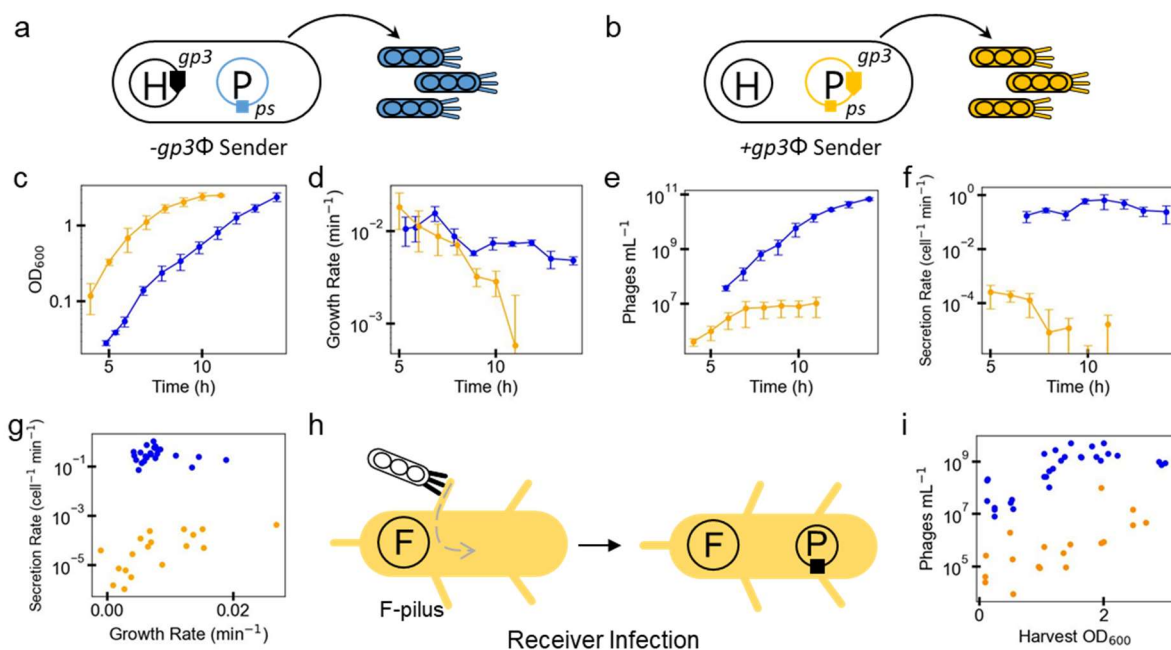 a
H
gp3
P
ps
-gp3Φ Sender
b
H
gp3
P
ps
+gp3Φ Sender
c
OD600
1
0.1
5
10
Time (h)
d
Growth Rate (min⁻¹)
10⁻²
10⁻³
5
10
Time (h)
e
Phages mL⁻¹
10¹¹
10⁹
10⁷
5
10
Time (h)
f
Secretion Rate (cell⁻¹ min⁻¹)
10⁰
10⁻²
10⁻⁴
5
10
Time (h)
g
Secretion Rate (cell⁻¹ min⁻¹)
10⁻¹
10⁻³
10⁻⁵
0.00
0.02
Growth Rate (min⁻¹)
h
F
F-pilus
F
P
Receiver Infection
i
Phages mL⁻¹
10⁹
10⁷
10⁵
0
2
Harvest OD600